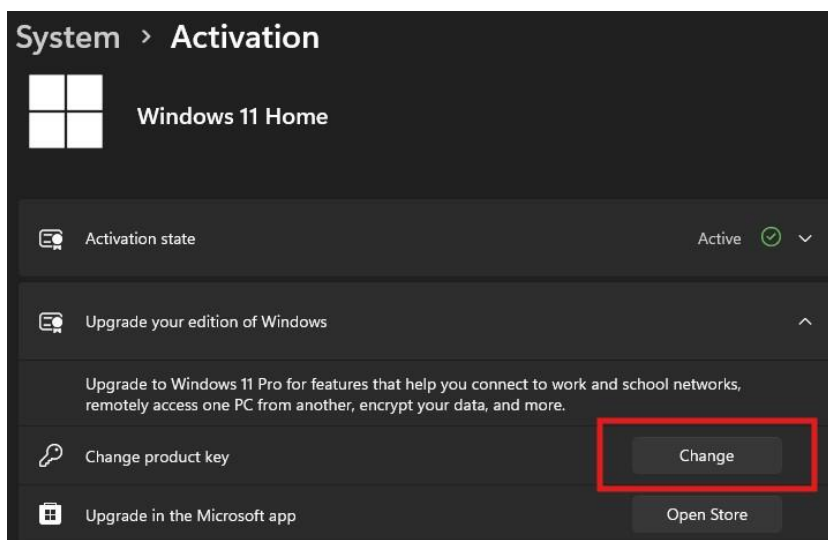 System > Activation
Windows 11 Home
Activation state Active
Upgrade your edition of Windows
Upgrade to Windows 11 Pro for features that help you connect to work and school networks,
remotely access one PC from another, encrypt your data, and more.
Change product key Change
Upgrade in the Microsoft app Open Store